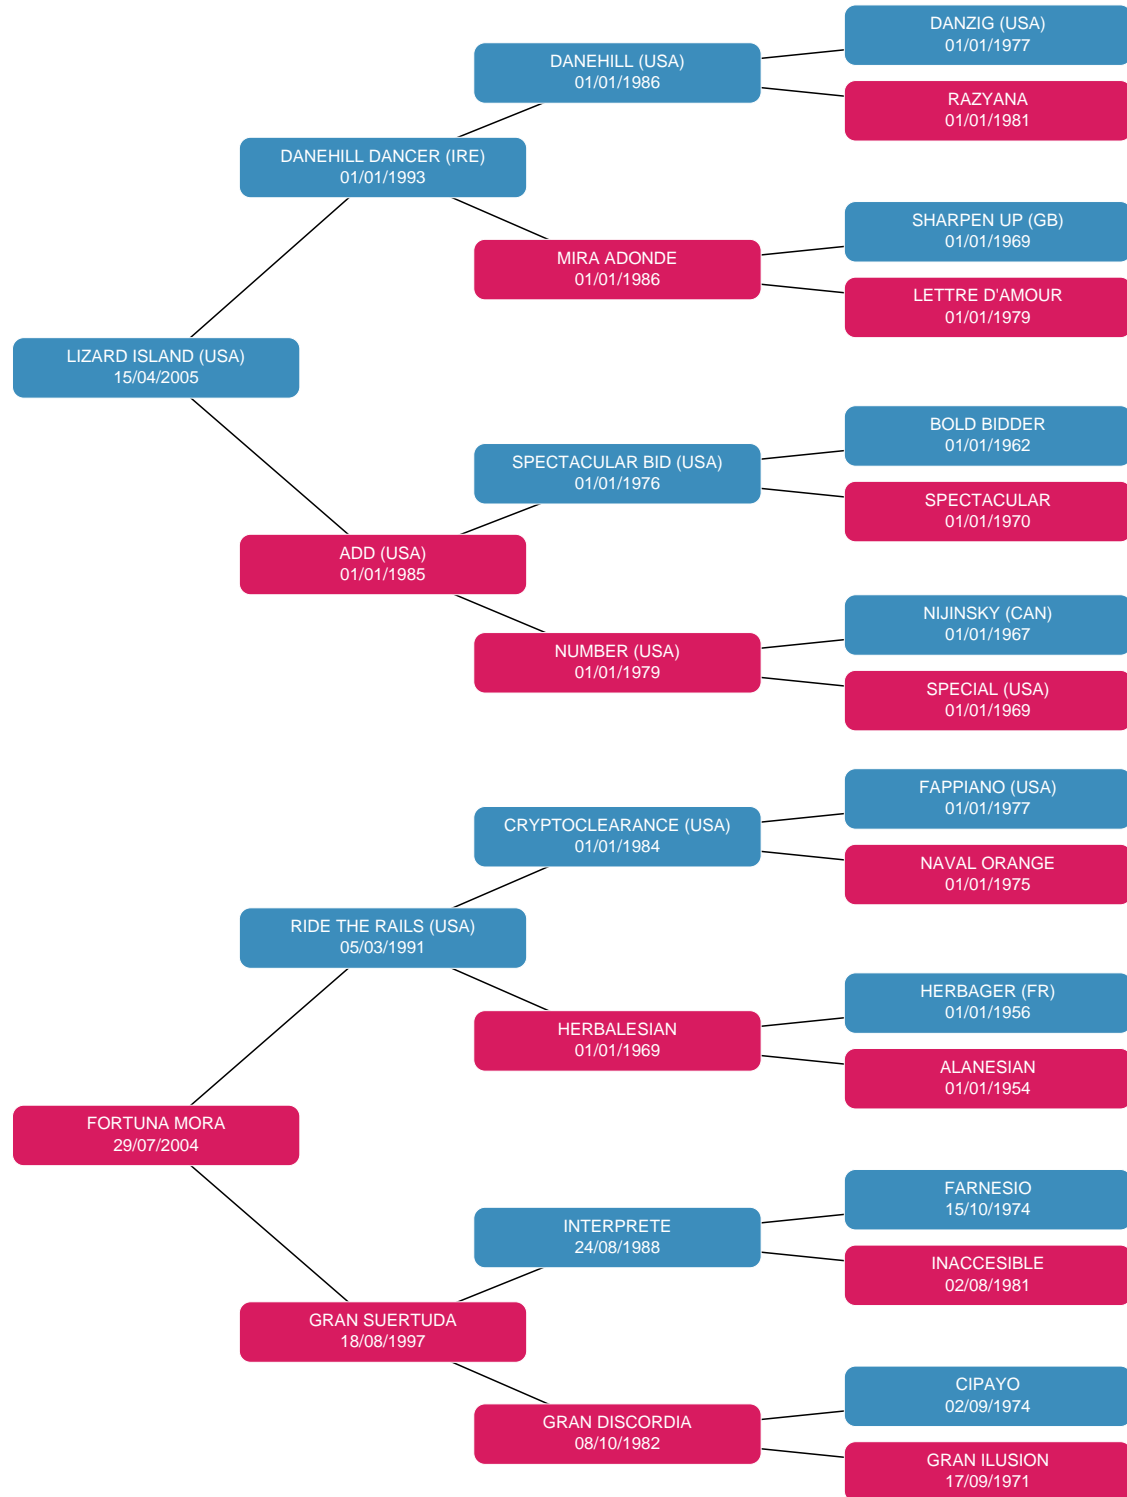 DANZIG (USA)
01/01/1977
DANEHILL (USA)
01/01/1986
RAZYANA
01/01/1981
DANEHILL DANCER (IRE)
01/01/1993
SHARPEN UP (GB)
01/01/1969
MIRA ADONDE
01/01/1986
LETTRE D'AMOUR
01/01/1979
LIZARD ISLAND (USA)
15/04/2005
BOLD BIDDER
01/01/1962
SPECTACULAR BID (USA)
01/01/1976
SPECTACULAR
01/01/1970
ADD (USA)
01/01/1985
NIJINSKY (CAN)
01/01/1967
NUMBER (USA)
01/01/1979
SPECIAL (USA)
01/01/1969
FAPPIANO (USA)
01/01/1977
CRYPTOCLEARANCE (USA)
01/01/1984
NAVAL ORANGE
01/01/1975
RIDE THE RAILS (USA)
05/03/1991
HERBAGER (FR)
01/01/1956
HERBALESIAN
01/01/1969
ALANESIAN
01/01/1954
FORTUNA MORA
29/07/2004
FARNESIO
15/10/1974
INTERPRETE
24/08/1988
INACCESIBLE
02/08/1981
GRAN SUERTUDA
18/08/1997
CIPAYO
02/09/1974
GRAN DISCORDIA
08/10/1982
GRAN ILUSION
17/09/1971